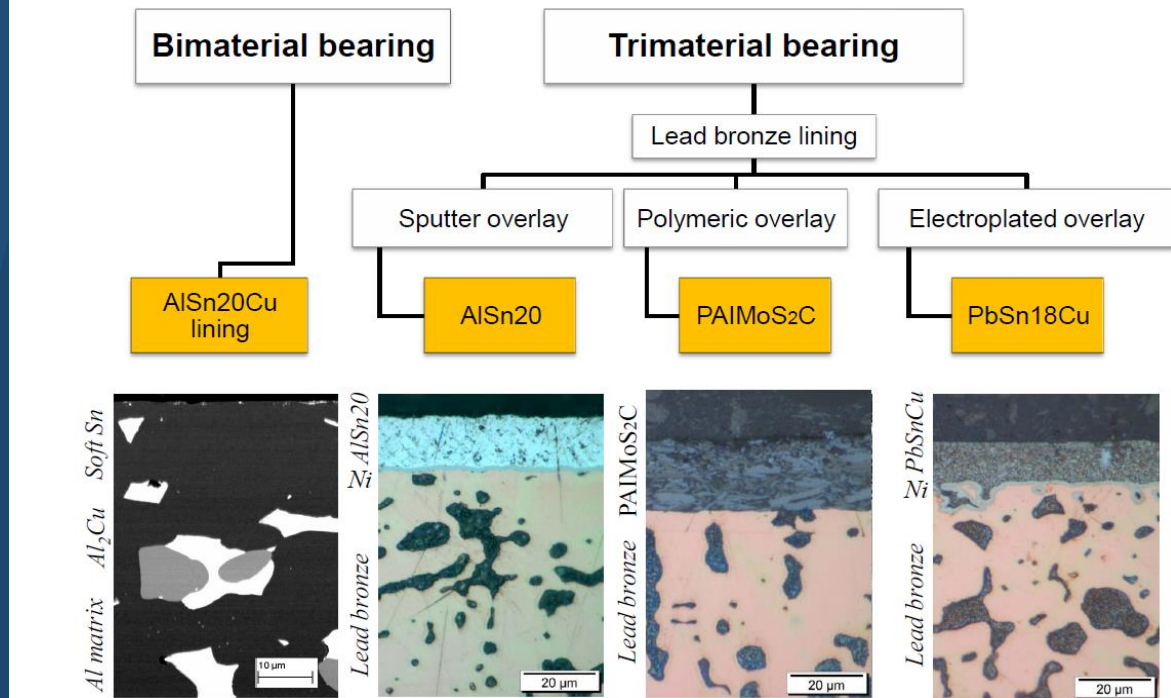 Bimaterial bearing
Trimaterial bearing
Lead bronze lining
Sputter overlay
Polymeric overlay
Electroplated overlay
AlSn20Cu
lining
AlSn20
PAIMoS₂C
PbSn18Cu
Al matrix Al₂Cu Soft Sn
10 µm
Lead bronze Ni AlSn20
20 µm
Lead bronze PAIMoS₂C
20 µm
Lead bronze Ni PbSnCu
20 µm